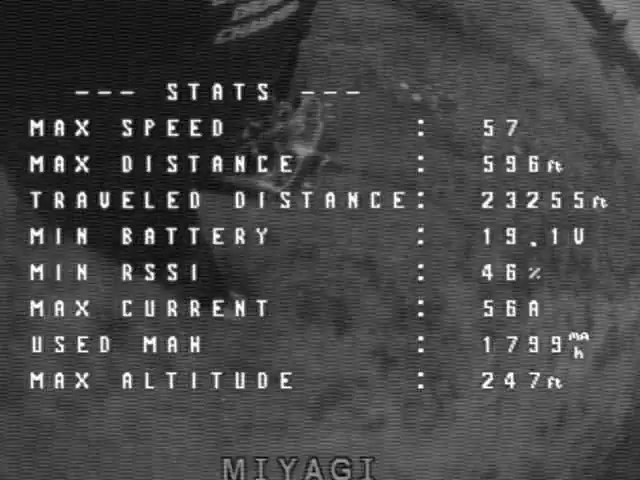 --- STATS ---
MAX SPEED : 57
MAX DISTANCE : 596ft
TRAVELED DISTANCE: 23255ft
MIN BATTERY : 19.1V
MIN RSSI : 46%
MAX CURRENT : 56A
USED MAH : 1799mAh
MAX ALTITUDE : 247ft
MIYAGI